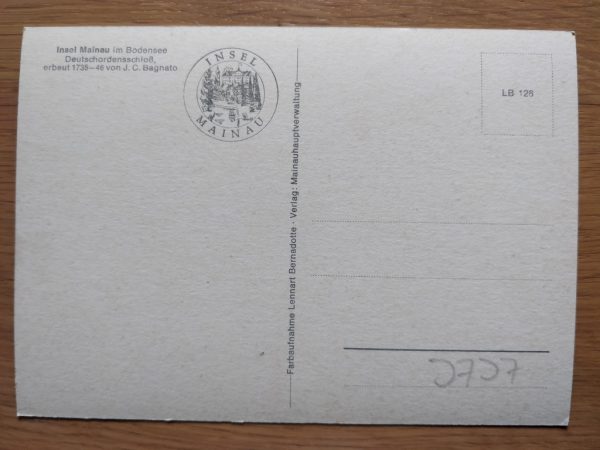 Insel Mainau im Bodensee
Deutschordensschloß,
erbaut 1739–46 von J. C. Bagnato
INSEL
MAINAU
Farbaufnahme Lennart Bernadotte · Verlag: Mainauhauptverwaltung
LB 128